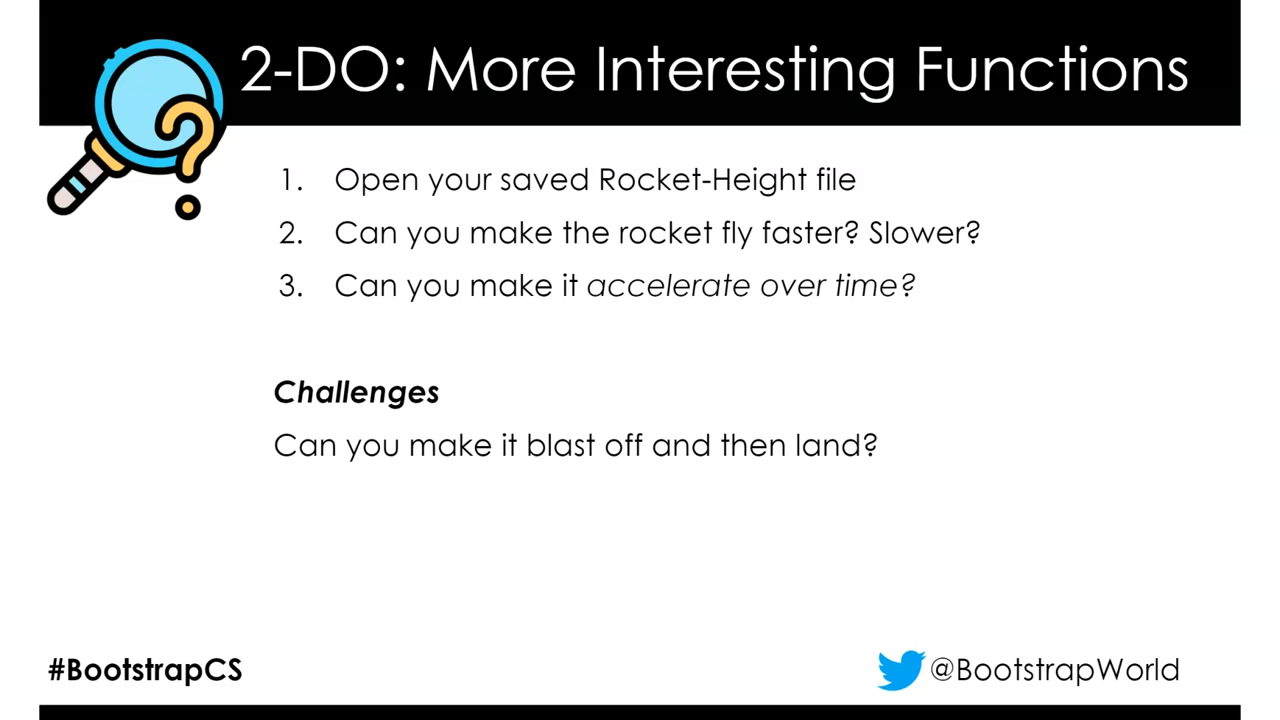 2-DO: More Interesting Functions
1. Open your saved Rocket-Height file
2. Can you make the rocket fly faster? Slower?
3. Can you make it accelerate over time?
Challenges
Can you make it blast off and then land?
#BootstrapCS
@BootstrapWorld